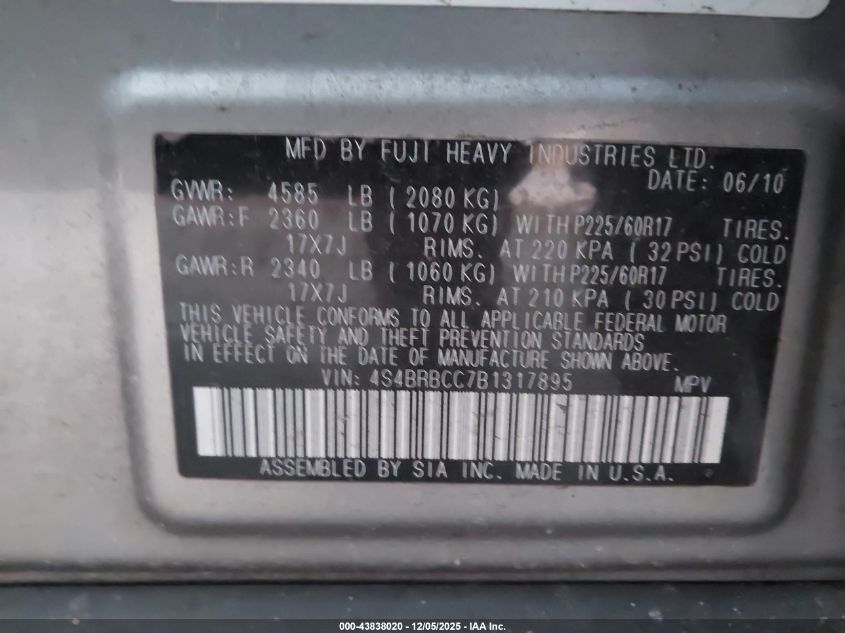 MFD BY FUJI HEAVY INDUSTRIES LTD.
DATE: 06/10
GVWR: 4585 LB ( 2080 KG)
GAWR:F 2360 LB ( 1070 KG) WITH P225/60R17 TIRES.
17X7J RIMS. AT 220 KPA ( 32 PSI) COLD
GAWR:R 2340 LB ( 1060 KG) WITH P225/60R17 TIRES.
17X7J RIMS. AT 210 KPA ( 30 PSI) COLD
THIS VEHICLE CONFORMS TO ALL APPLICABLE FEDERAL MOTOR
VEHICLE SAFETY AND THEFT PREVENTION STANDARDS
IN EFFECT ON THE DATE OF MANUFACTURE SHOWN ABOVE.
VIN: 4S4BRBCC7B1317895 MPV
ASSEMBLED BY SIA INC. MADE IN U.S.A.
000-43838020 - 12/05/2025 - IAA Inc.